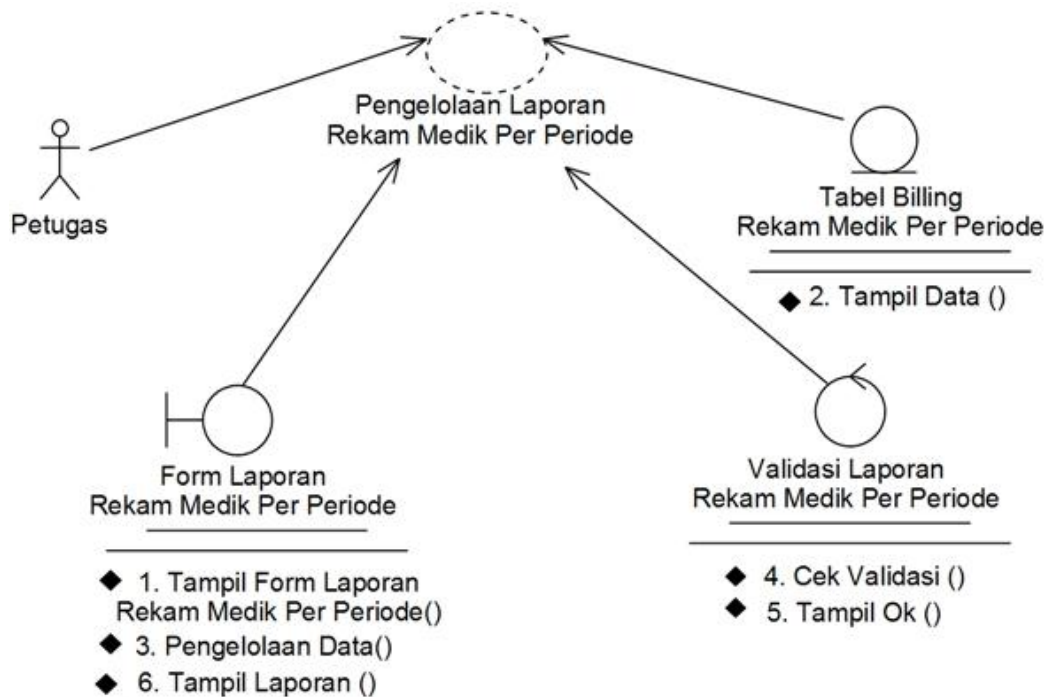 Pengelolaan Laporan
Rekam Medik Per Periode
Petugas
Tabel Billing
Rekam Medik Per Periode
2. Tampil Data ()
Form Laporan
Rekam Medik Per Periode
1. Tampil Form Laporan
Rekam Medik Per Periode()
3. Pengelolaan Data()
6. Tampil Laporan ()
Validasi Laporan
Rekam Medik Per Periode
4. Cek Validasi ()
5. Tampil Ok ()